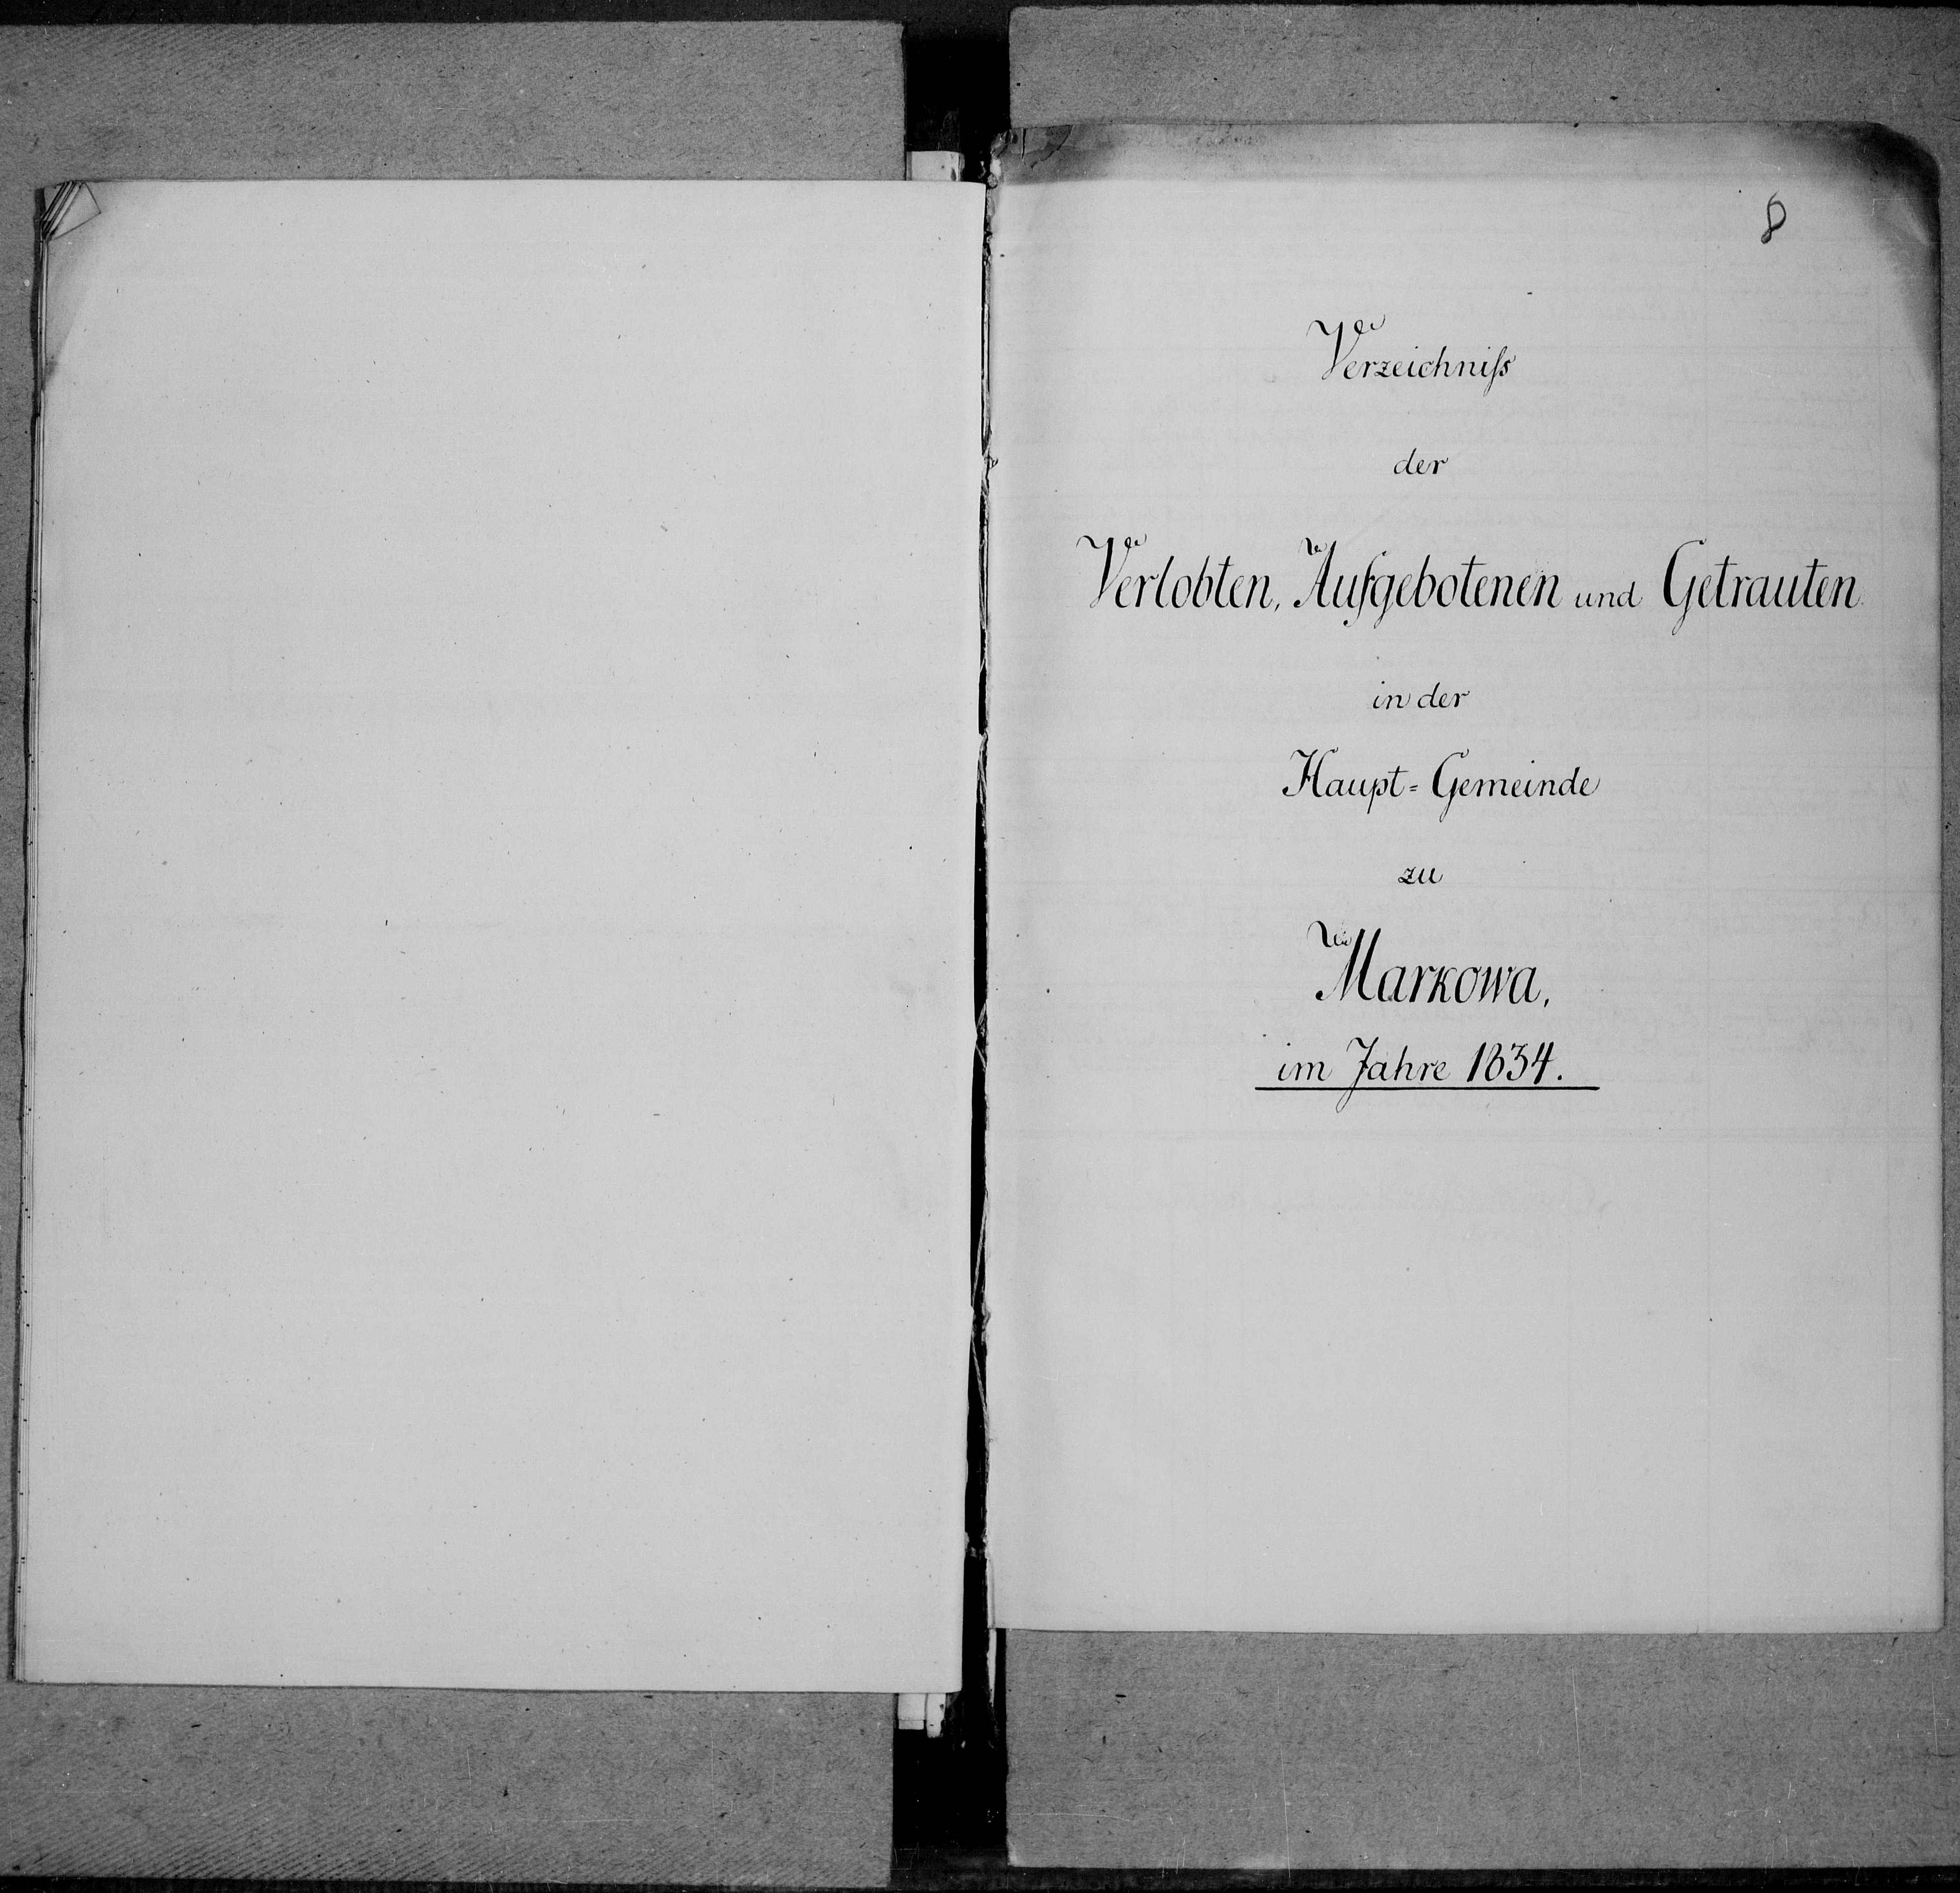 8
Verzeichniſs
der
Verlobten, Aufgebotenen und Getrauten
in der
Haupt=Gemeinde
zu
Markowa,
im Jahre 1834.